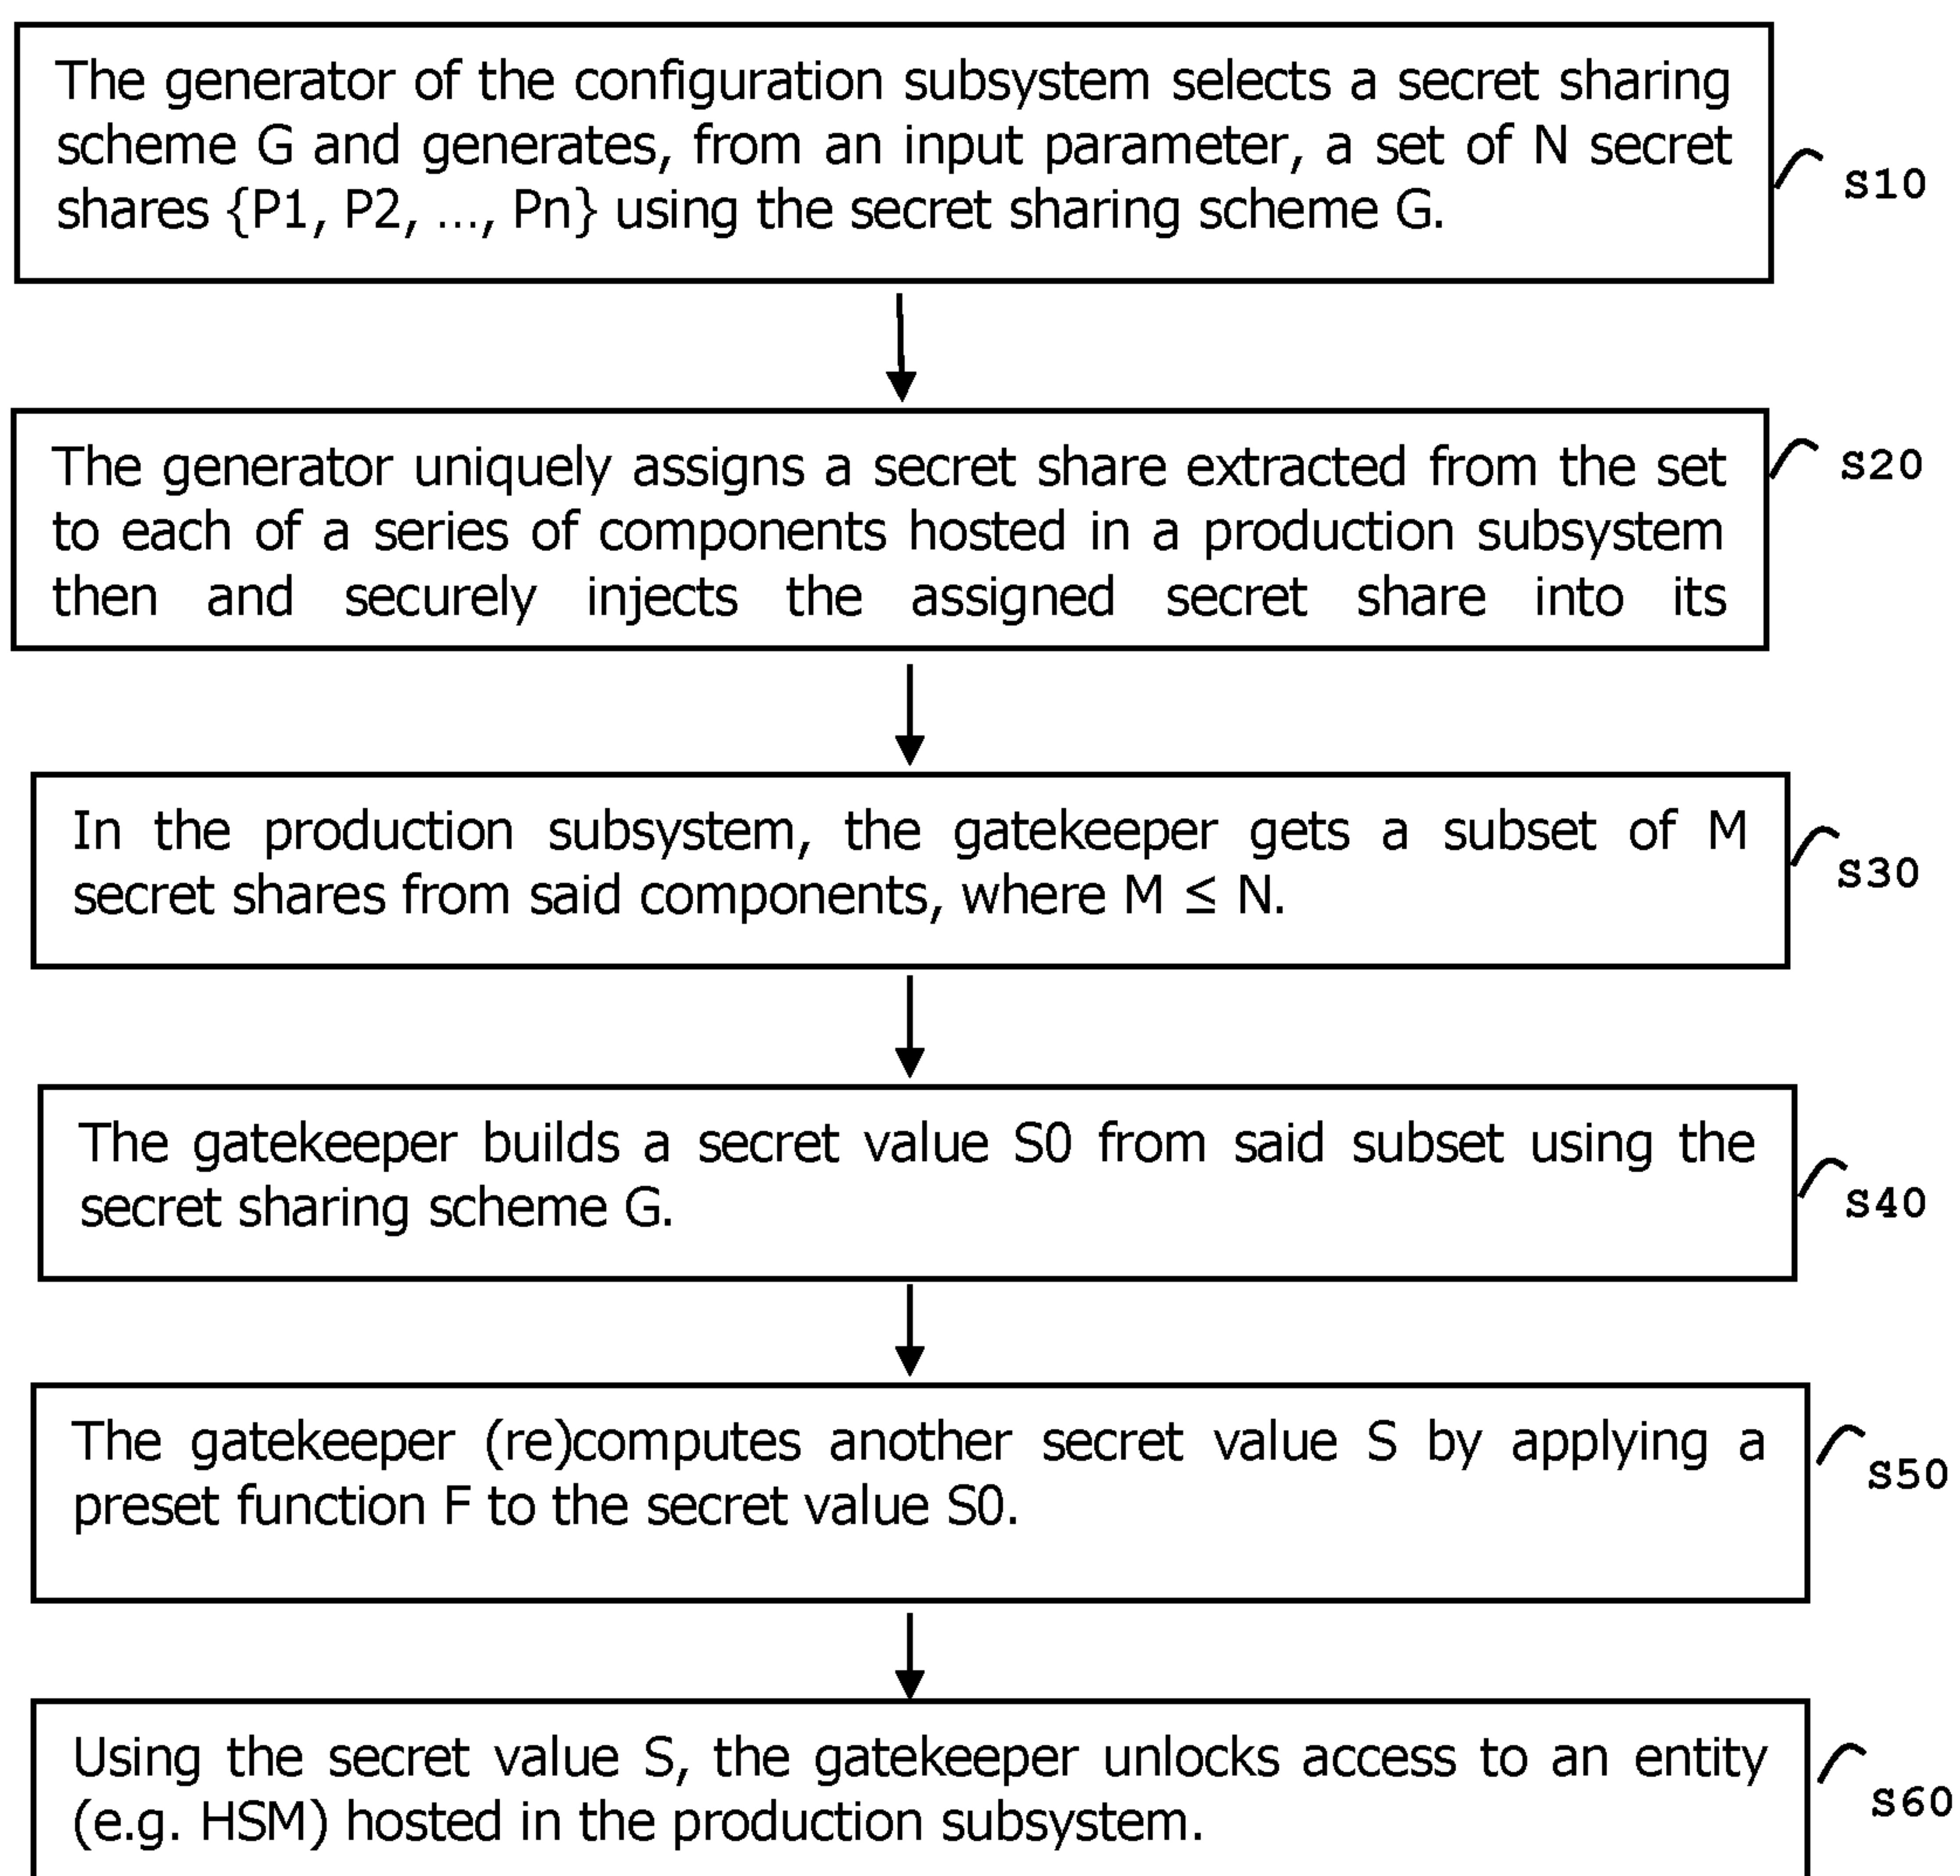 The generator of the configuration subsystem selects a secret sharing
scheme G and generates, from an input parameter, a set of N secret
shares {P1, P2, ..., Pn} using the secret sharing scheme G.
S10
The generator uniquely assigns a secret share extracted from the set
to each of a series of components hosted in a production subsystem
then and securely injects the assigned secret share into its
S20
In the production subsystem, the gatekeeper gets a subset of M
secret shares from said components, where M ≤ N.
S30
The gatekeeper builds a secret value S0 from said subset using the
secret sharing scheme G.
S40
The gatekeeper (re)computes another secret value S by applying a
preset function F to the secret value S0.
S50
Using the secret value S, the gatekeeper unlocks access to an entity
(e.g. HSM) hosted in the production subsystem.
S60